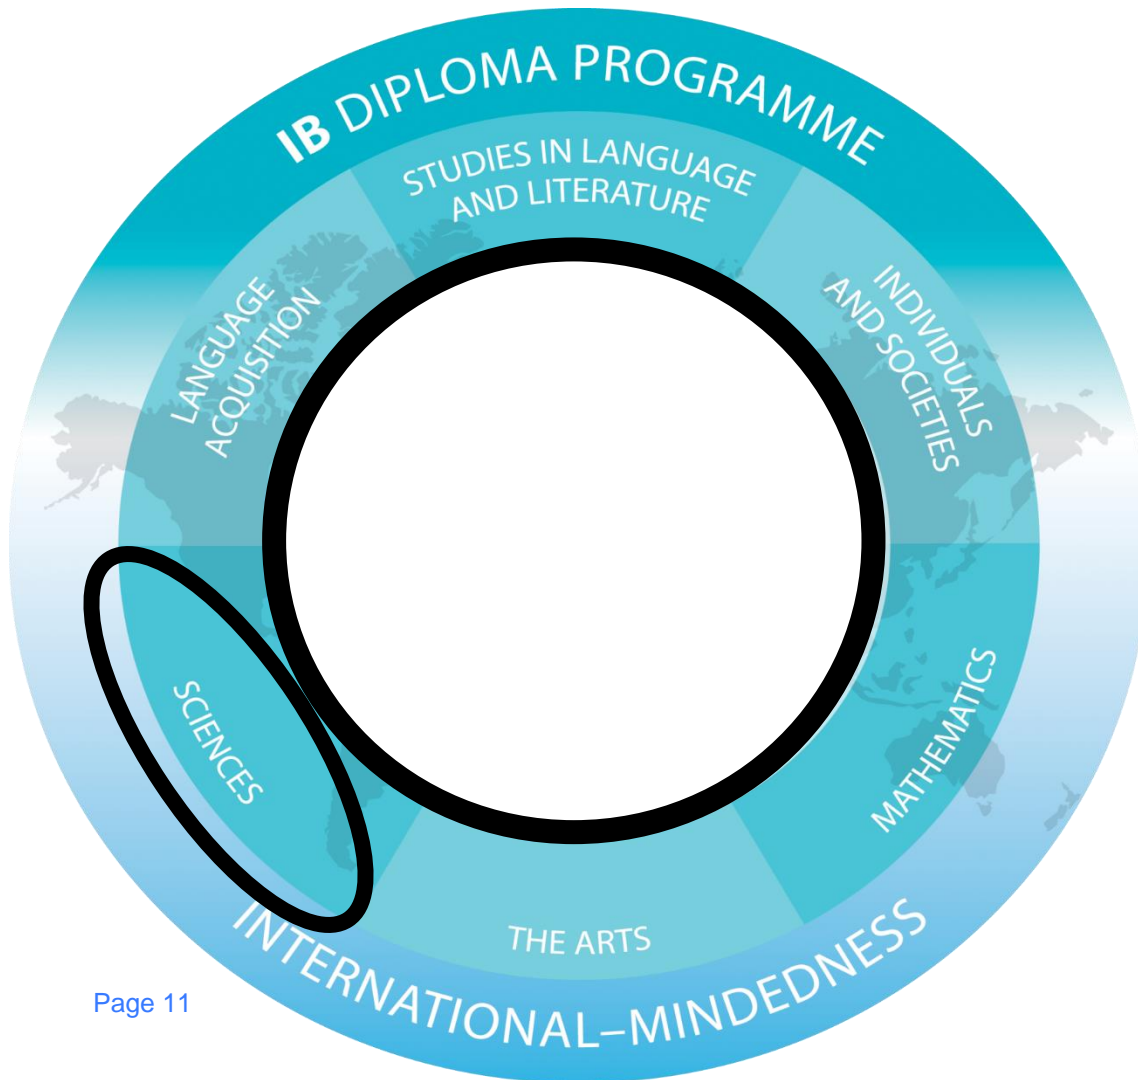 IB DIPLOMA PROGRAMME
STUDIES IN LANGUAGE
AND LITERATURE
LANGUAGE
ACQUISITION
INDIVIDUALS
AND SOCIETIES
SCIENCES
MATHEMATICS
THE ARTS
INTERNATIONAL–MINDEDNESS
Page 11